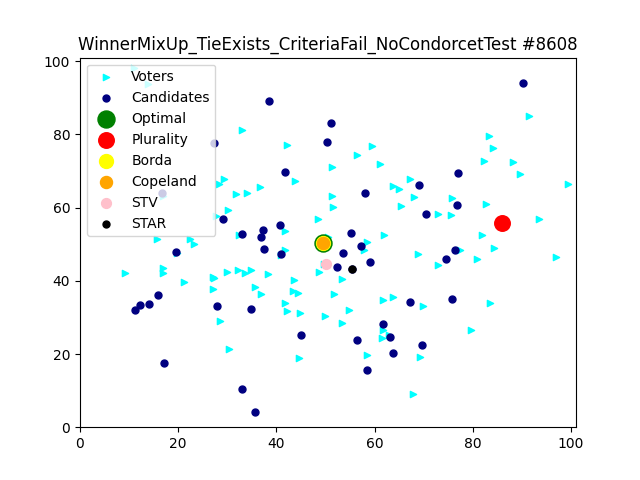 WinnerMixUp_TieExists_CriteriaFail_NoCondorcetTest #8608
Voters
Candidates
Optimal
Plurality
Borda
Copeland
STV
STAR
100
80
60
40
20
0
0 20 40 60 80 100